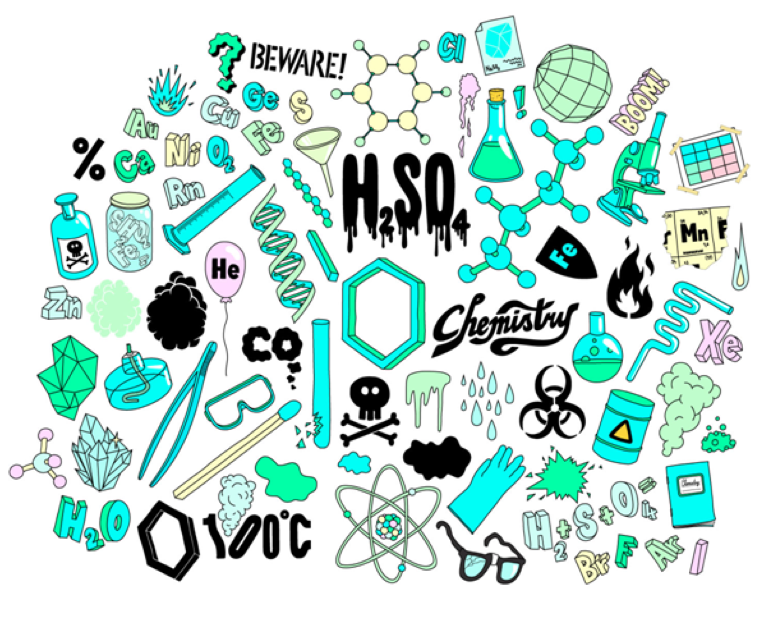 ? BEWARE!
Cl
BOOM!
Ge
S
Cu
Au
Fe
%
Ca
Ni
O2
!
H2SO4
Rn
Mn F
Fe
He
Zn
CO
Chemistry
Xe
H2O
100°C
H2+S+O4=
Br
F
Ar
I
Chemistry